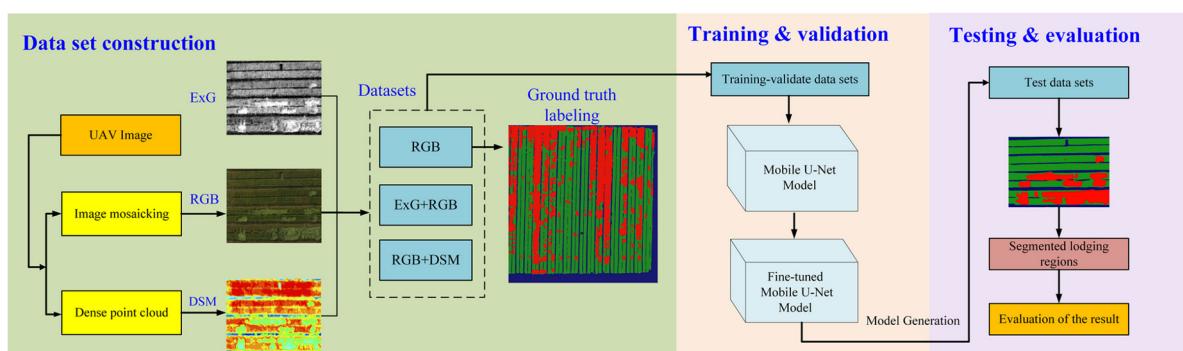 Data set construction
ExG
UAV Image
Image mosaicking
RGB
Dense point cloud
DSM
Datasets
RGB
ExG+RGB
RGB+DSM
Ground truth
labeling
Training & validation
Training-validate data sets
Mobile U-Net
Model
Fine-tuned
Mobile U-Net
Model
Model Generation
Testing & evaluation
Test data sets
Segmented lodging
regions
Evaluation of the result